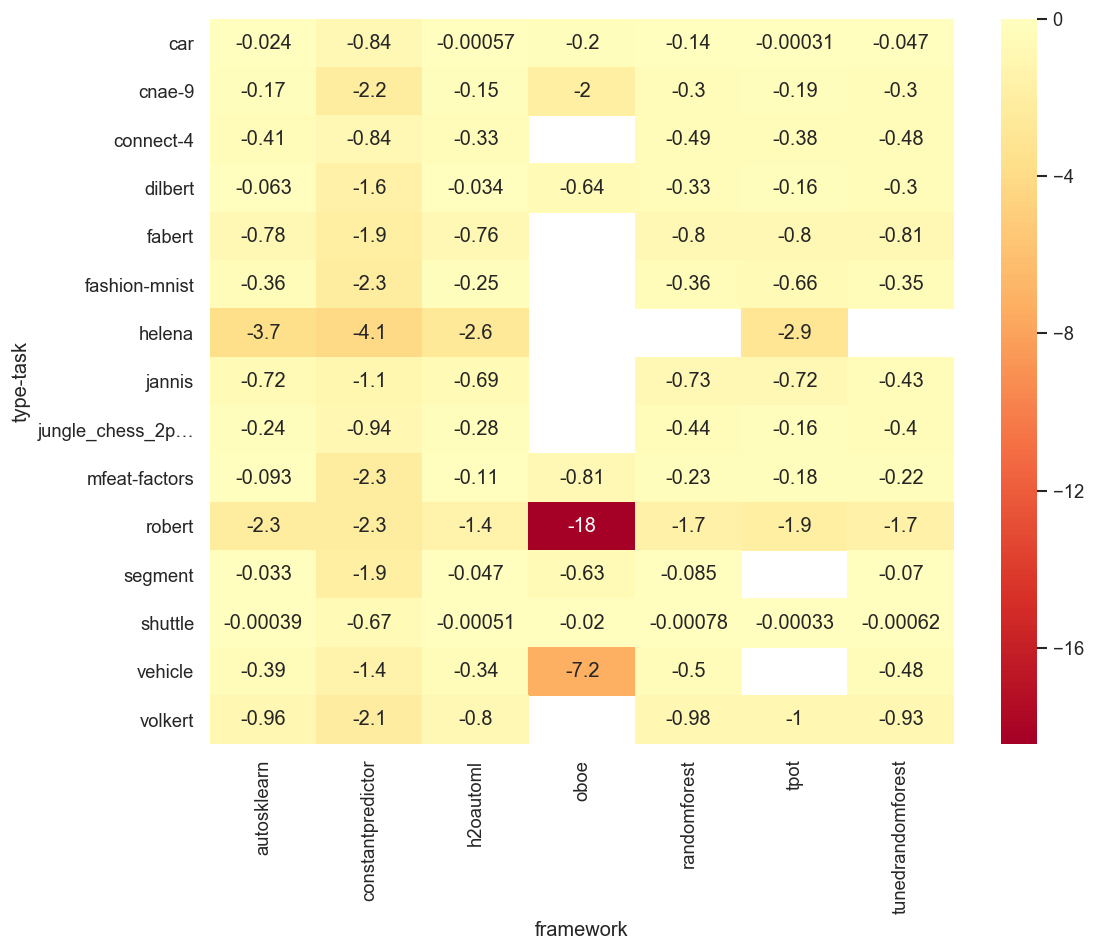 car -0.024 -0.84 -0.00057 -0.2 -0.14 -0.00031 -0.047
cnae-9 -0.17 -2.2 -0.15 -2 -0.3 -0.19 -0.3
connect-4 -0.41 -0.84 -0.33 -0.49 -0.38 -0.48
dilbert -0.063 -1.6 -0.034 -0.64 -0.33 -0.16 -0.3
fabert -0.78 -1.9 -0.76 -0.8 -0.8 -0.81
fashion-mnist -0.36 -2.3 -0.25 -0.36 -0.66 -0.35
helena -3.7 -4.1 -2.6 -2.9
jannis -0.72 -1.1 -0.69 -0.73 -0.72 -0.43
jungle_chess_2p… -0.24 -0.94 -0.28 -0.44 -0.16 -0.4
mfeat-factors -0.093 -2.3 -0.11 -0.81 -0.23 -0.18 -0.22
robert -2.3 -2.3 -1.4 -18 -1.7 -1.9 -1.7
segment -0.033 -1.9 -0.047 -0.63 -0.085 -0.07
shuttle -0.00039 -0.67 -0.00051 -0.02 -0.00078 -0.00033 -0.00062
vehicle -0.39 -1.4 -0.34 -7.2 -0.5 -0.48
volkert -0.96 -2.1 -0.8 -0.98 -1 -0.93
type-task
autosklearn
constantpredictor
h2oautoml
oboe
randomforest
tpot
tunedrandomforest
framework
0
−4
−8
−12
−16